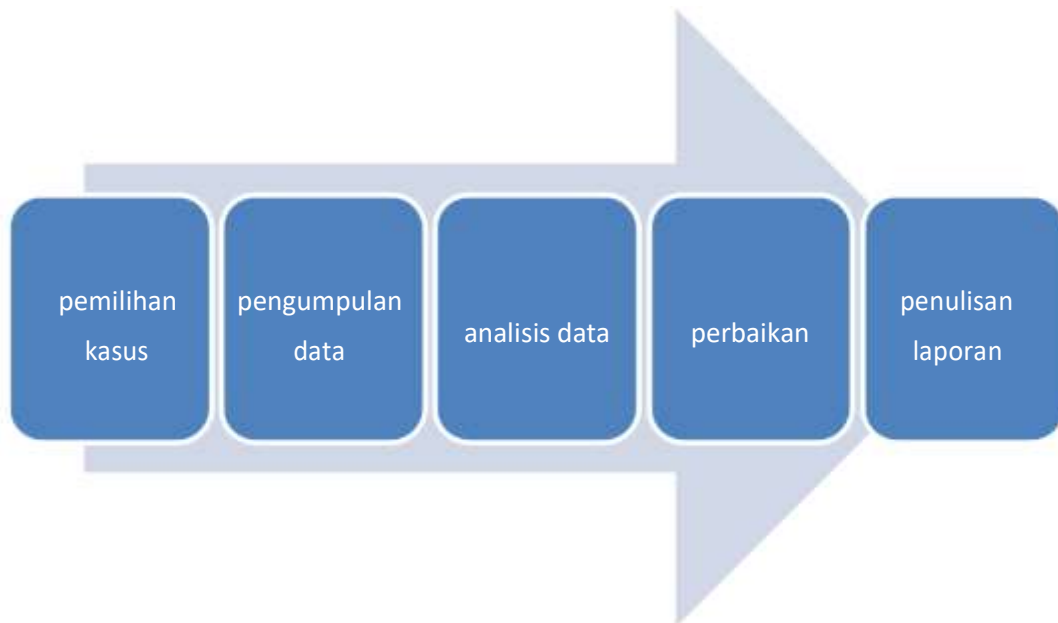 pemilihan
kasus
pengumpulan
data
analisis data
perbaikan
penulisan
laporan